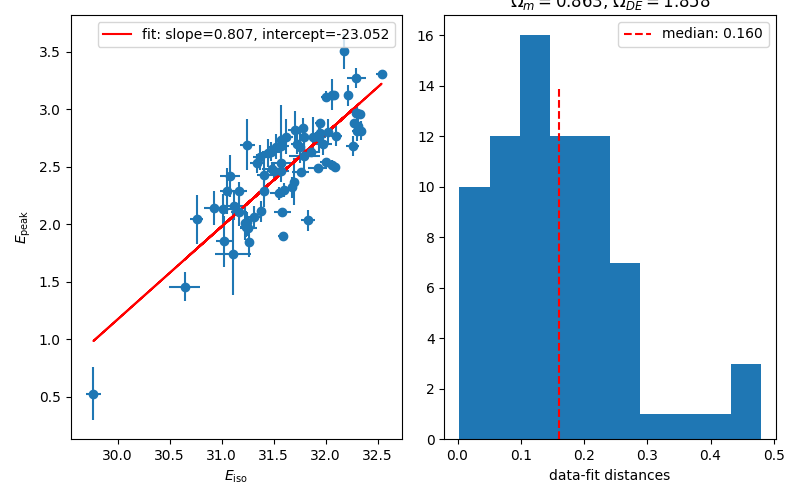 Ω_m = 0.863, Ω_DE = 1.858
fit: slope=0.807, intercept=-23.052
median: 0.160
3.5
3.0
2.5
2.0
1.5
1.0
0.5
E_peak
30.0 30.5 31.0 31.5 32.0 32.5
E_iso
16
14
12
10
8
6
4
2
0
0.0 0.1 0.2 0.3 0.4 0.5
data-fit distances